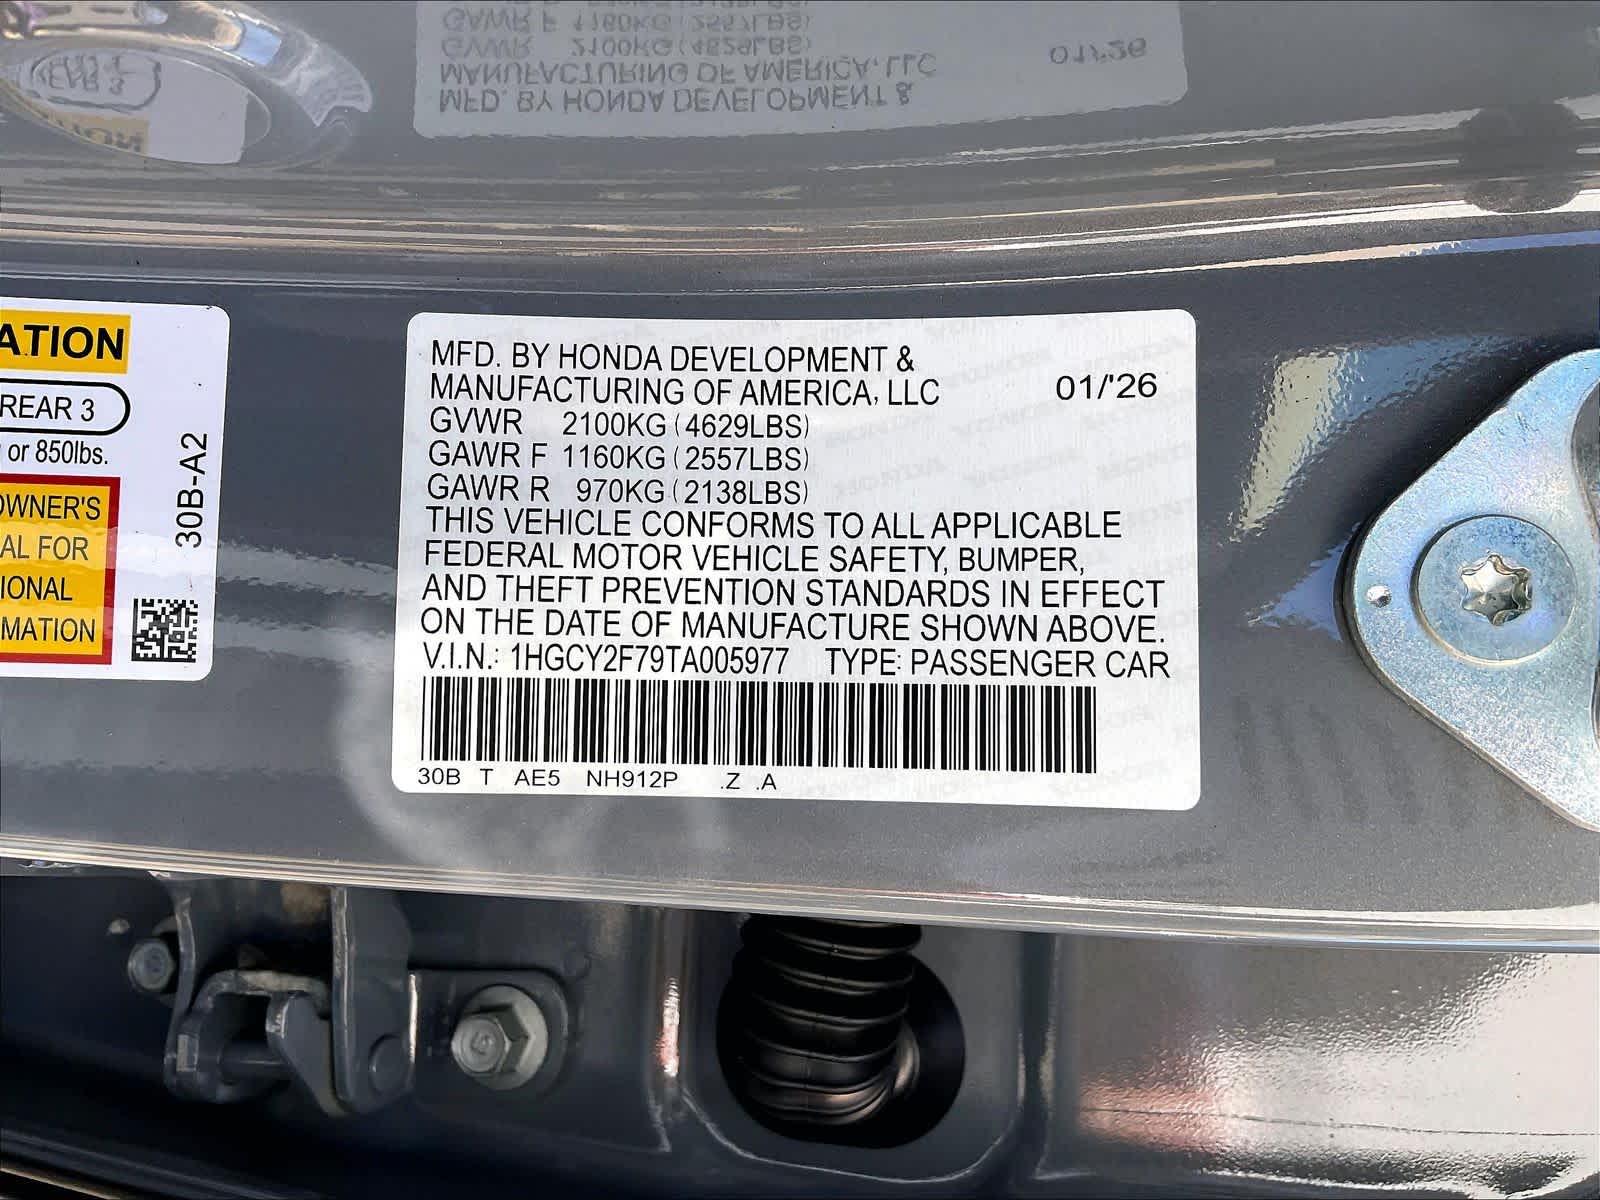 ATION
REAR 3
or 850lbs.
OWNER'S
AL FOR
IONAL
MATION
30B-A2
MFD. BY HONDA DEVELOPMENT &
MANUFACTURING OF AMERICA, LLC 01/'26
GVWR 2100KG (4629LBS)
GAWR F 1160KG (2557LBS)
GAWR R 970KG (2138LBS)
THIS VEHICLE CONFORMS TO ALL APPLICABLE
FEDERAL MOTOR VEHICLE SAFETY, BUMPER,
AND THEFT PREVENTION STANDARDS IN EFFECT
ON THE DATE OF MANUFACTURE SHOWN ABOVE.
V.I.N.: 1HGCY2F79TA005977 TYPE: PASSENGER CAR
30B T AE5 NH912P .Z .A